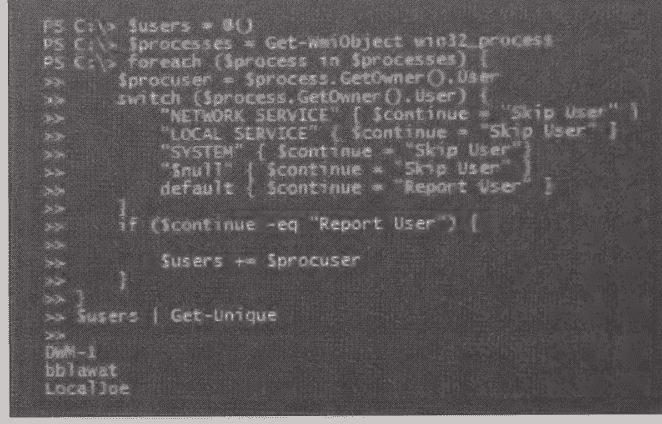 PS C:\> $users = @()
PS C:\> $processes = Get-WmiObject win32_process
PS C:\> foreach ($process in $processes) {
>> $procuser = $process.GetOwner().User
>> switch ($process.GetOwner().User) {
>> "NETWORK SERVICE" { $continue = "Skip User" }
>> "LOCAL SERVICE" { $continue = "Skip User" }
>> "SYSTEM" { $continue = "Skip User" }
>> "$null" { $continue = "Skip User" }
>> default { $continue = "Report User" }
>> }
>> if ($continue -eq "Report User") {
>>
>> $users += $procuser
>> }
>> }
>> $users | Get-Unique
>>
DWM-1
bblawat
LocalJoe